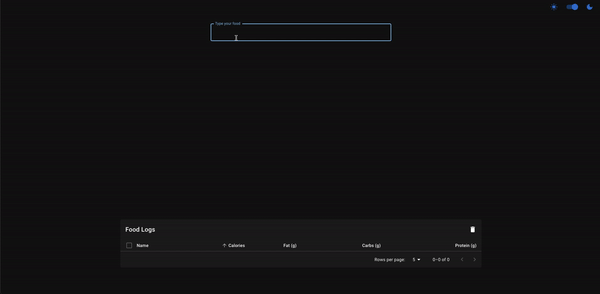 Type your food
Food Logs
Name Calories Fat (g) Carbs (g) Protein (g)
Rows per page: 5 0-0 of 0